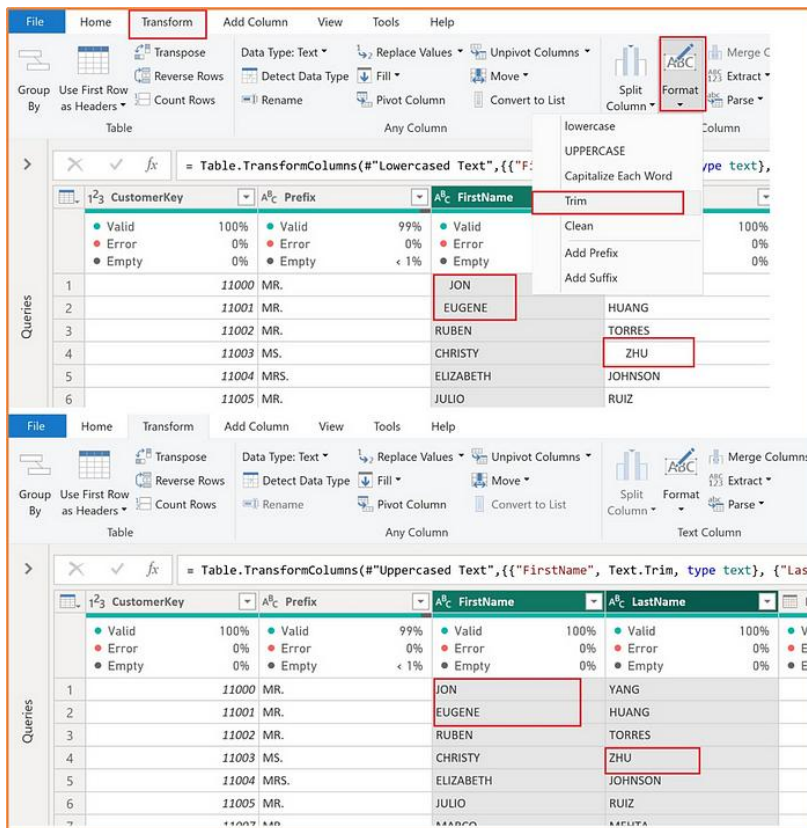 File Home Transform Add Column View Tools Help
Group By
Use First Row as Headers
Transpose
Reverse Rows
Count Rows
Table
Data Type: Text
Detect Data Type
Rename
Replace Values
Fill
Pivot Column
Unpivot Columns
Move
Convert to List
Any Column
Split Column
ABC
Format
Merge C
Extract
Parse
Column
lowercase
UPPERCASE
Capitalize Each Word
Trim
Clean
Add Prefix
Add Suffix
fx = Table.TransformColumns(#"Lowercased Text",{{"Fi ype text},
CustomerKey Prefix FirstName
Valid 100% Valid 99% Valid 100%
Error 0% Error 0% Error 0%
Empty 0% Empty < 1% Empty 0%
Queries
1 11000 MR. JON
2 11001 MR. EUGENE HUANG
3 11002 MR. RUBEN TORRES
4 11003 MS. CHRISTY ZHU
5 11004 MRS. ELIZABETH JOHNSON
6 11005 MR. JULIO RUIZ
File Home Transform Add Column View Tools Help
Group By
Use First Row as Headers
Transpose
Reverse Rows
Count Rows
Table
Data Type: Text
Detect Data Type
Rename
Replace Values
Fill
Pivot Column
Unpivot Columns
Move
Convert to List
Any Column
Split Column
ABC
Format
Merge Columns
Extract
Parse
Text Column
fx = Table.TransformColumns(#"Uppercased Text",{{"FirstName", Text.Trim, type text}, {"Las
CustomerKey Prefix FirstName LastName
Valid 100% Valid 99% Valid 100% Valid 100% V
Error 0% Error 0% Error 0% Error 0% E
Empty 0% Empty < 1% Empty 0% Empty 0% E
Queries
1 11000 MR. JON YANG
2 11001 MR. EUGENE HUANG
3 11002 MR. RUBEN TORRES
4 11003 MS. CHRISTY ZHU
5 11004 MRS. ELIZABETH JOHNSON
6 11005 MR. JULIO RUIZ